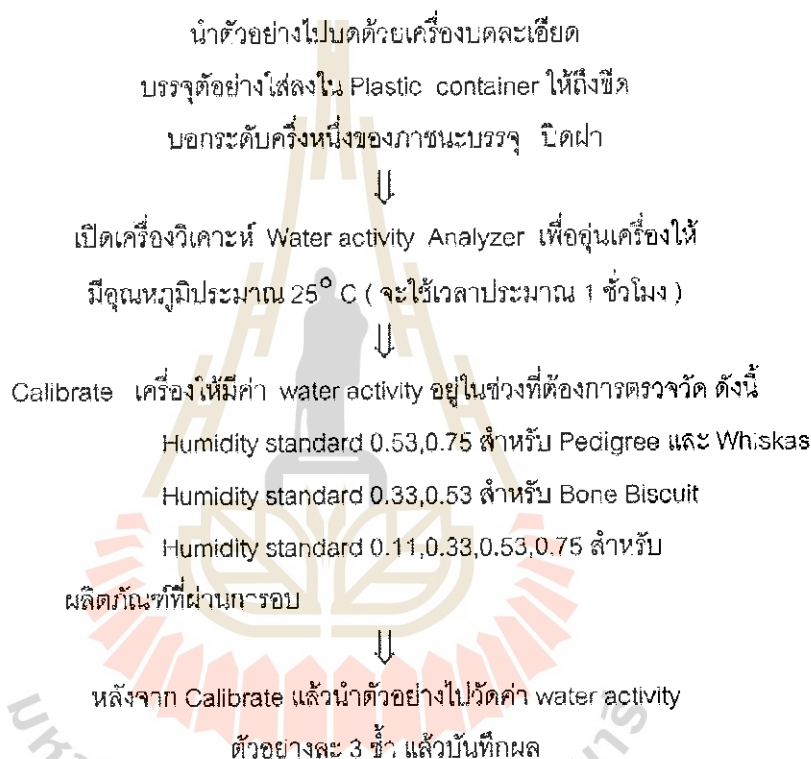 นำตัวอย่างไปบดด้วยเครื่องบดละเอียด
บรรจุตัอย่างใส่ลงใน Plastic container ให้ถึงขีด
บอกระดับครึ่งหนึ่งของภาชนะบรรจุ ปิดฝา
⇓
เปิดเครื่องวิเคาะห์ Water activity Analyzer เพื่ออุ่นเครื่องให้
มีอุณหภูมิประมาณ 25° C ( จะใช้เวลาประมาณ 1 ชั่วโมง )
⇓
Calibrate เครื่องให้มีค่า water activity อยู่ในช่วงที่ต้องการตรวจวัด ดังนี้
Humidity standard 0.53,0.75 สำหรับ Pedigree และ Whiskas
Humidity standard 0.33,0.53 สำหรับ Bone Biscuit
Humidity standard 0.11,0.33,0.53,0.75 สำหรับ
ผลิตภัณฑ์ที่ผ่านการอบ
⇓
หลังจาก Calibrate แล้วนำตัวอย่างไปวัดค่า water activity
ตัวอย่างละ 3 ซ้ำ แล้วบันทึกผล